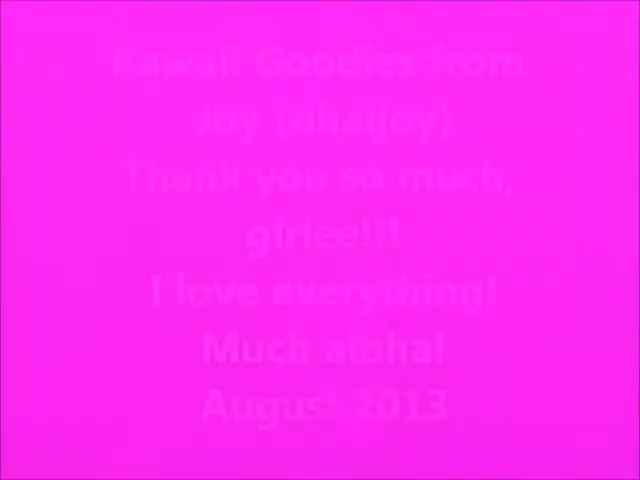 Kawaii Goodies from
Joy (ohaijoy)
Thank you so much,
girlee!!!
I love everything!
Much aloha!
August 2013